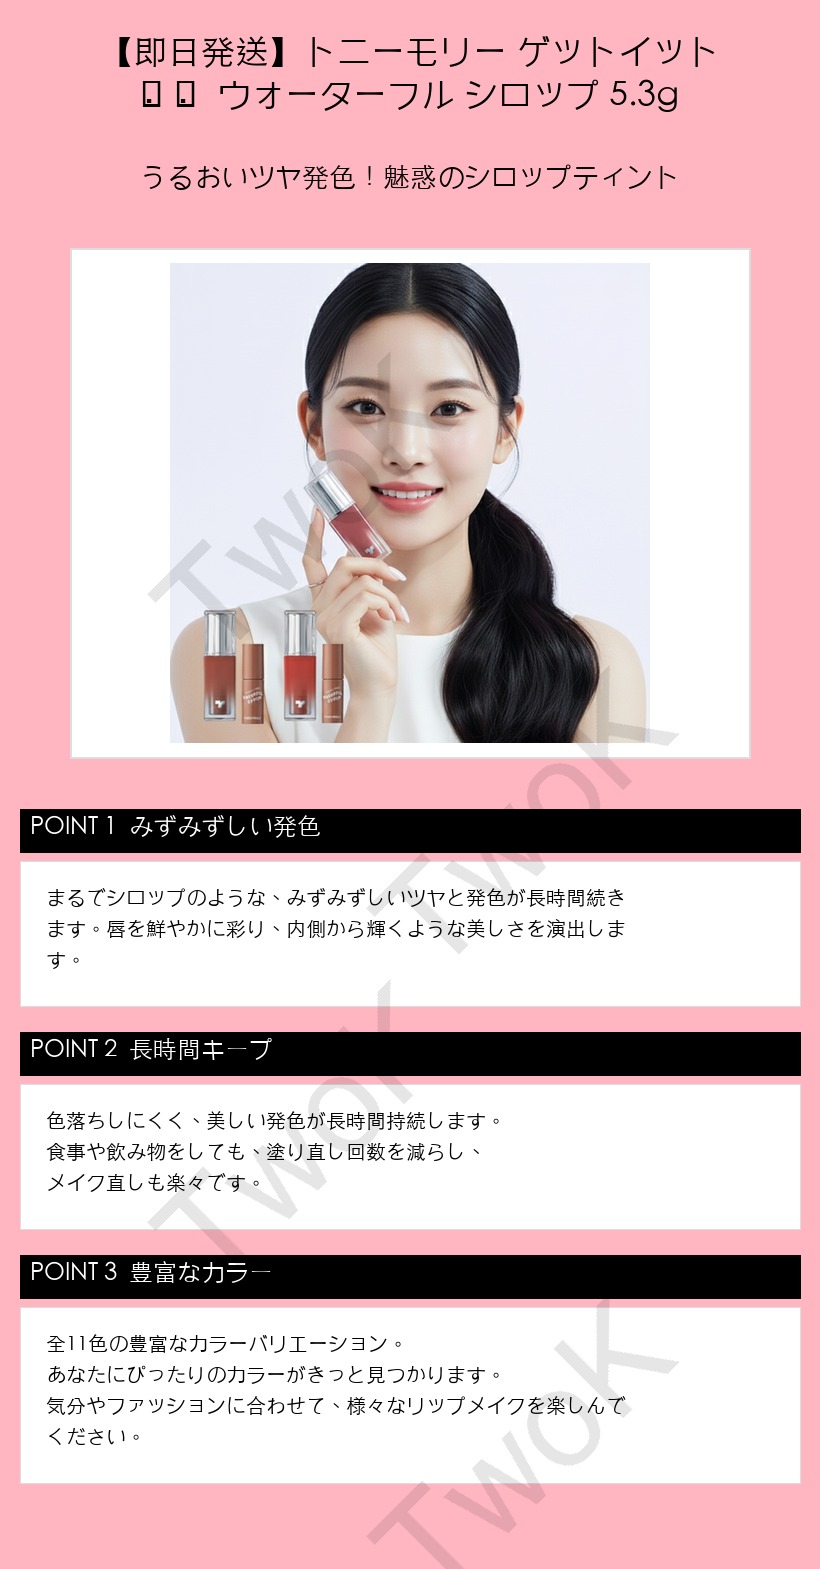 【即日発送】トニーモリー ゲットイット
ウォーターフル シロップ 5.3g
うるおいツヤ発色！魅惑のシロップティント
TwoK
TwoK
POINT 1 みずみずしい発色
まるでシロップのような、みずみずしいツヤと発色が長時間続き
ます。唇を鮮やかに彩り、内側から輝くような美しさを演出しま
す。
TwoK
POINT 2 長時間キープ
色落ちしにくく、美しい発色が長時間持続します。
食事や飲み物をしても、塗り直し回数を減らし、
メイク直しも楽々です。
POINT 3 豊富なカラー
全11色の豊富なカラーバリエーション。
あなたにぴったりのカラーがきっと見つかります。
気分やファッションに合わせて、様々なリップメイクを楽しんで
ください。
TwoK